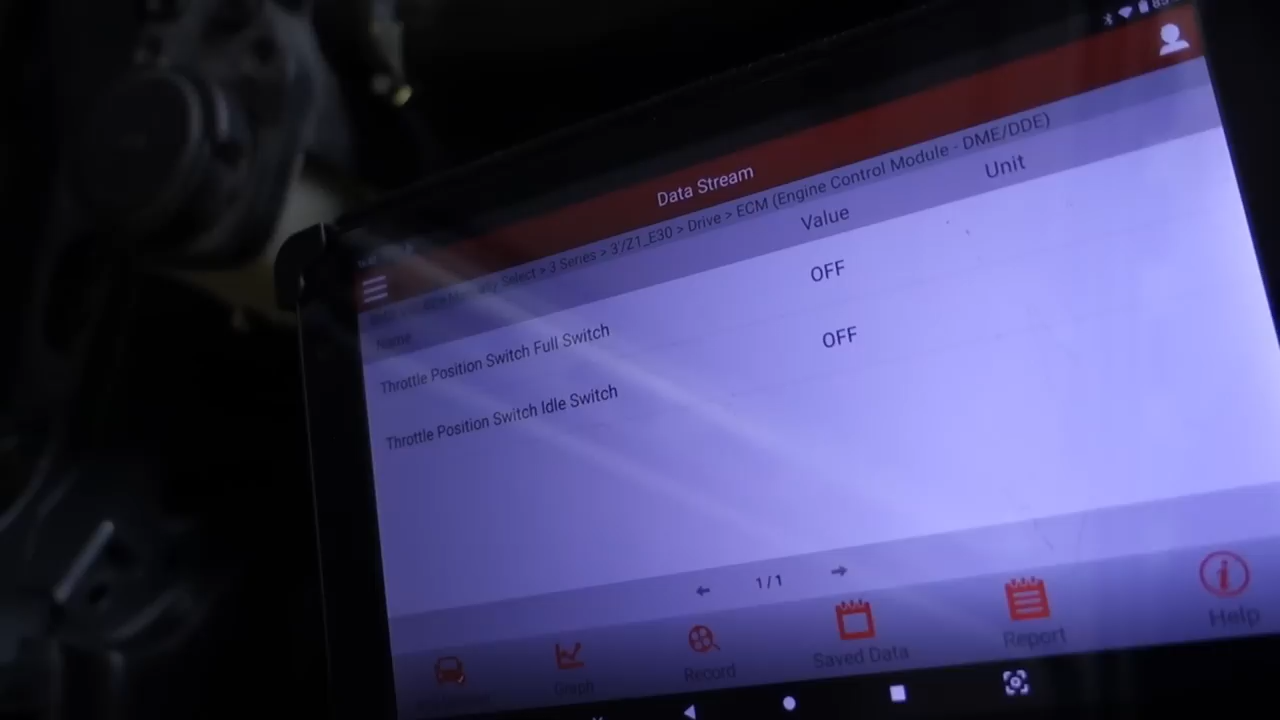 Data Stream
Select > 3 Series > 3'/Z1_E30 > Drive > ECM (Engine Control Module - DME/DDE)
Name Value Unit
Throttle Position Switch Full Switch OFF
Throttle Position Switch Idle Switch OFF
1/1
Graph Record Saved Data Report Help